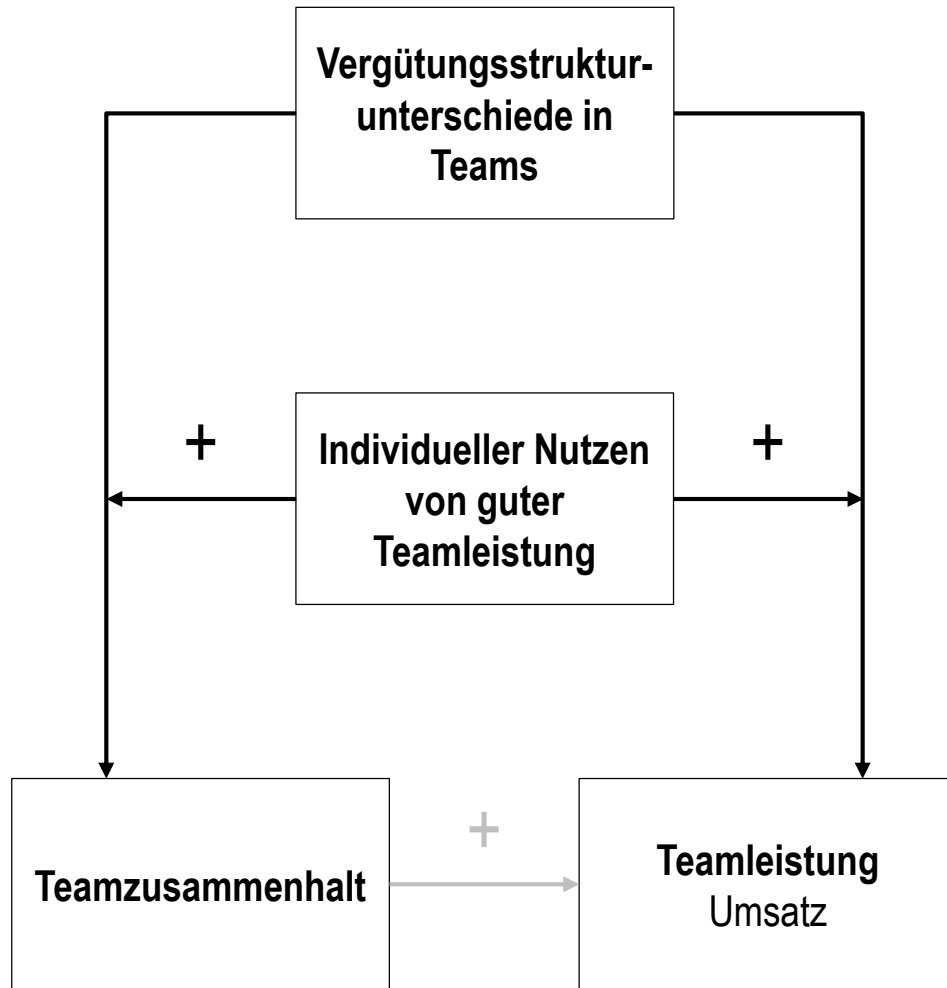 Vergütungsstruktur-
unterschiede in
Teams
+
Individueller Nutzen
von guter
Teamleistung
+
Teamzusammenhalt
+
Teamleistung
Umsatz